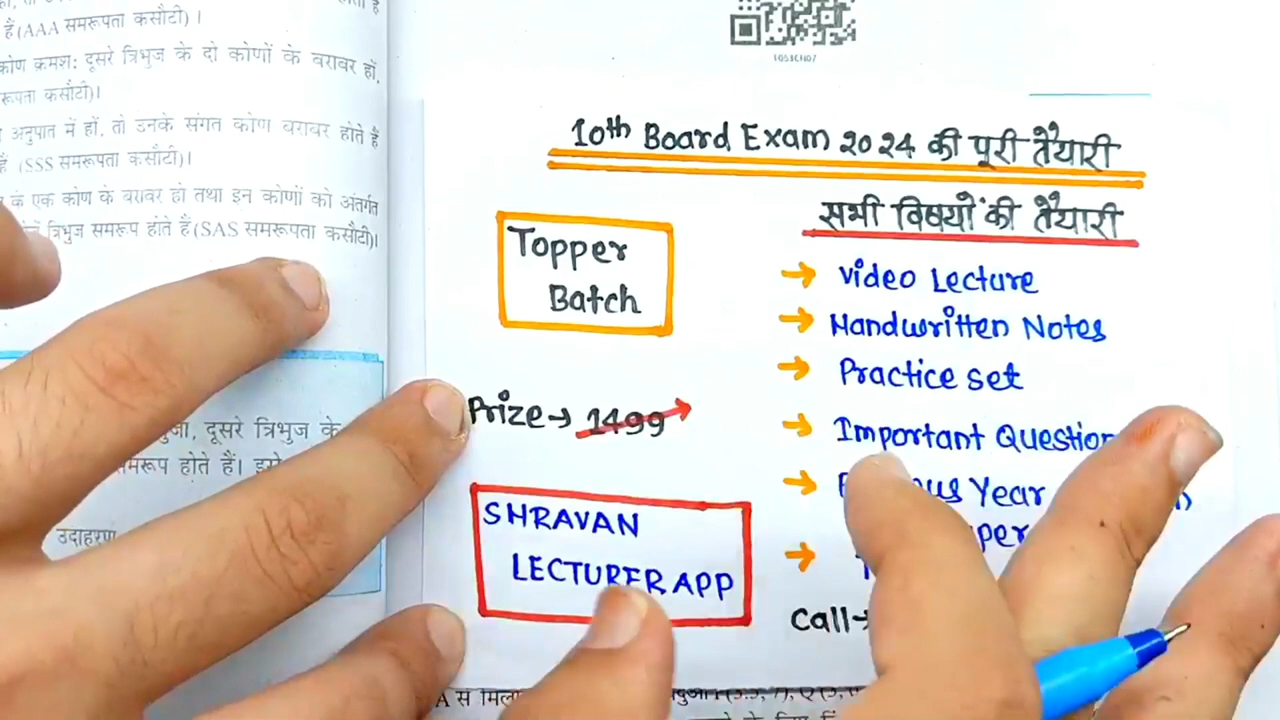 हैं (AAA समरूपता कसौटी)।
कोण क्रमश: दूसरे त्रिभुज के दो कोणों के बराबर हों,
कसौटी)।
अनुपात में हों, तो उनके संगत कोण बराबर होते हैं
(SSS समरूपता कसौटी)।
के एक कोण के बराबर हो तथा इन कोणों को अंतर्गत
त्रिभुज समरूप होते हैं (SAS समरूपता कसौटी)।
दूसरे त्रिभुज के
होते हैं।
उदाहरण
10th Board Exam 2024 की पूरी तैयारी
सभी विषयों की तैयारी
Topper
Batch
Prize→ 1499
SHRAVAN
LECTURER APP
→ Video Lecture
→ Handwritten Notes
→ Practice set
→ Important
→ Year
→
Call→